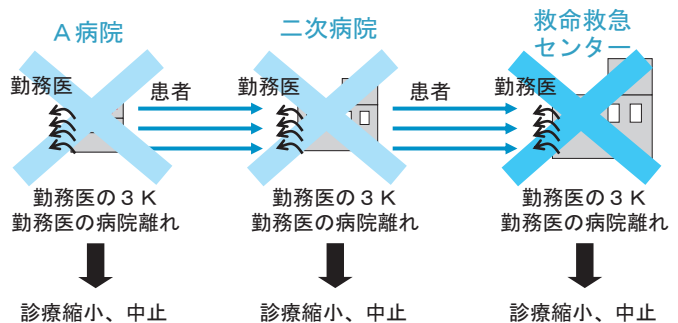 A病院
二次病院
救命救急
センター
勤務医
患者
勤務医
患者
勤務医
勤務医の3K
勤務医の病院離れ
勤務医の3K
勤務医の病院離れ
勤務医の3K
勤務医の病院離れ
診療縮小、中止
診療縮小、中止
診療縮小、中止